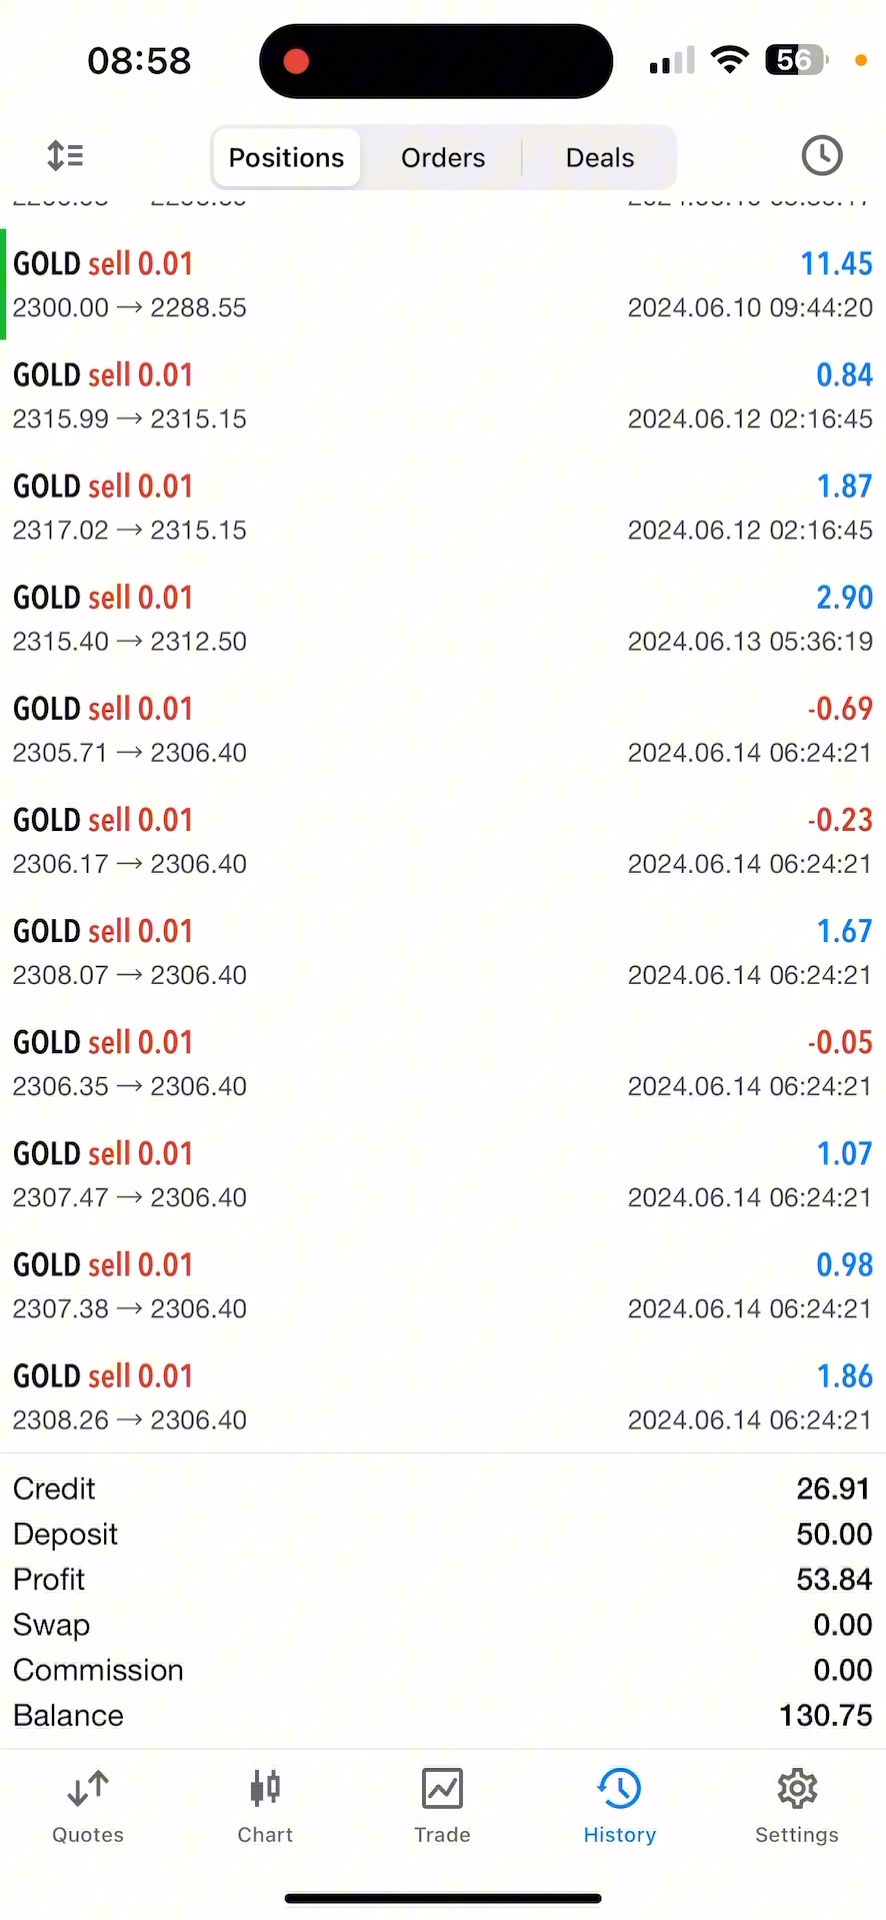 08:58
56
Positions Orders Deals
GOLD sell 0.01 11.45
2300.00 → 2288.55 2024.06.10 09:44:20
GOLD sell 0.01 0.84
2315.99 → 2315.15 2024.06.12 02:16:45
GOLD sell 0.01 1.87
2317.02 → 2315.15 2024.06.12 02:16:45
GOLD sell 0.01 2.90
2315.40 → 2312.50 2024.06.13 05:36:19
GOLD sell 0.01 -0.69
2305.71 → 2306.40 2024.06.14 06:24:21
GOLD sell 0.01 -0.23
2306.17 → 2306.40 2024.06.14 06:24:21
GOLD sell 0.01 1.67
2308.07 → 2306.40 2024.06.14 06:24:21
GOLD sell 0.01 -0.05
2306.35 → 2306.40 2024.06.14 06:24:21
GOLD sell 0.01 1.07
2307.47 → 2306.40 2024.06.14 06:24:21
GOLD sell 0.01 0.98
2307.38 → 2306.40 2024.06.14 06:24:21
GOLD sell 0.01 1.86
2308.26 → 2306.40 2024.06.14 06:24:21
Credit 26.91
Deposit 50.00
Profit 53.84
Swap 0.00
Commission 0.00
Balance 130.75
Quotes Chart Trade History Settings